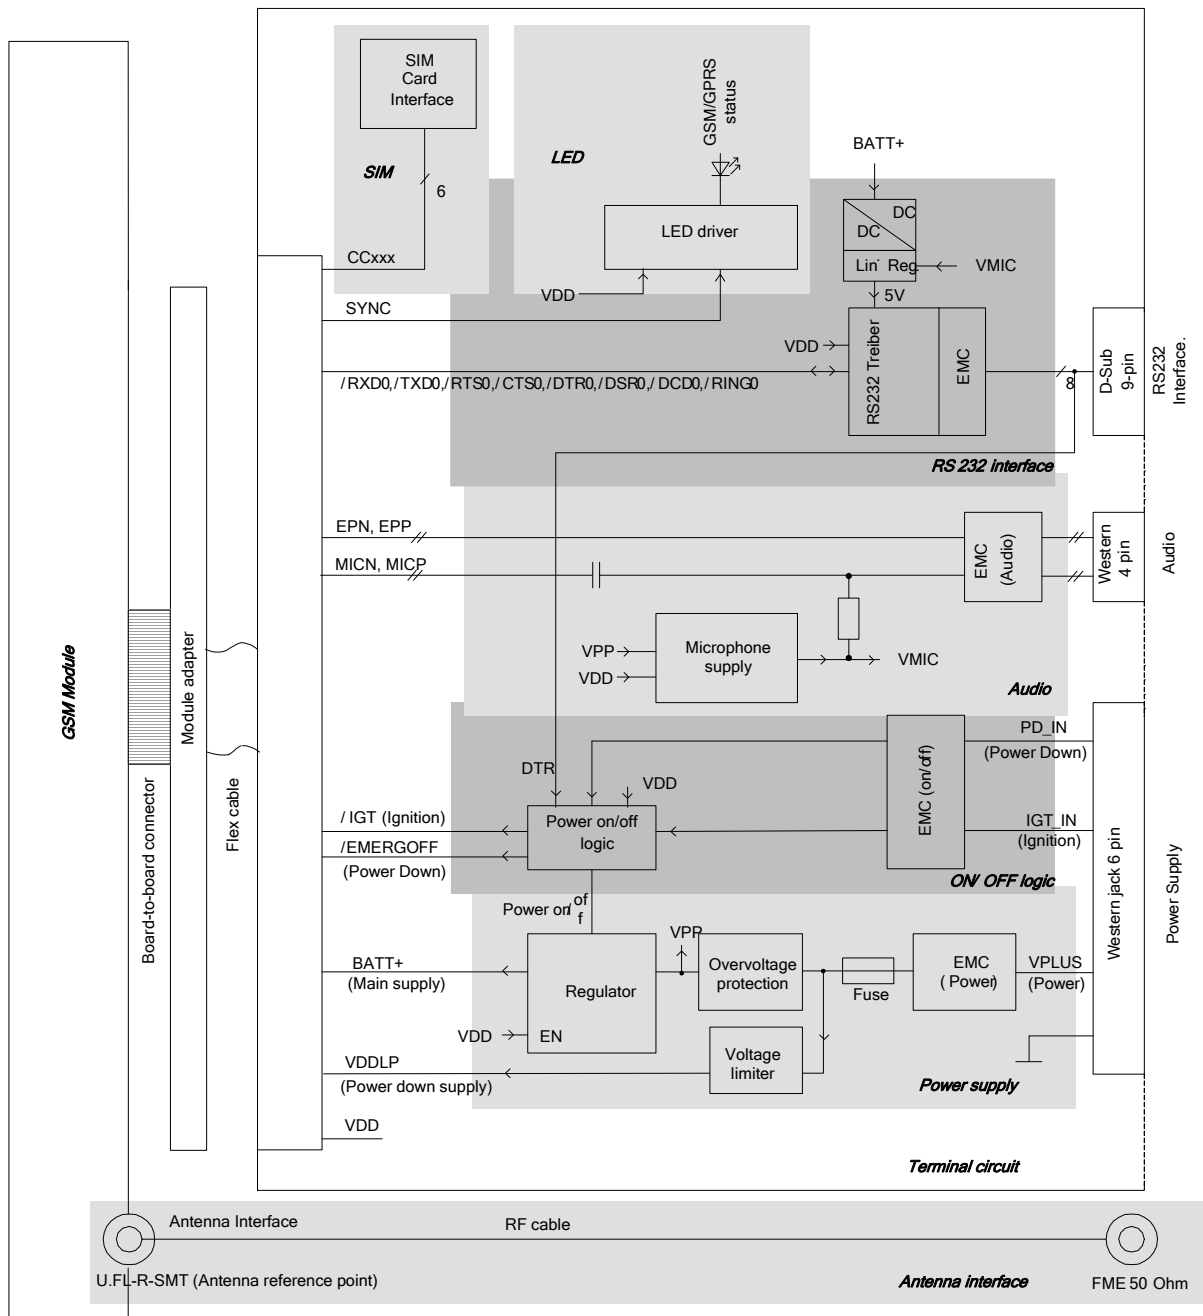 SIM
Card
Interface
SIM
6
CCxxx
LED
GSM/GPRS
status
LED driver
VDD
SYNC
BATT+
DC
DC
Lin Reg.
VMIC
5V
VDD
RS232 Treiber
EMC
/RXD0,/TXD0,/RTS0,/CTS0,/DTR0,/DSR0,/DCD0,/RING0
8
D-Sub
9-pin
RS232
Interface.
RS 232 interface
EPN, EPP
MICN, MICP
EMC
(Audio)
Western
4 pin
Audio
VPP
VDD
Microphone
supply
VMIC
Audio
GSM Module
Board-to-board connector
Module adapter
Flex cable
DTR
VDD
PD_IN
(Power Down)
EMC (on/off)
/IGT (Ignition)
/EMERGOFF
(Power Down)
Power on/off
logic
IGT_IN
(Ignition)
ON/OFF logic
Western jack 6 pin
Power Supply
Power on/
of
f
BATT+
(Main supply)
Regulator
VDD
EN
VPP
Overvoltage
protection
Fuse
EMC
( Power)
VPLUS
(Power)
Voltage
limiter
VDDLP
(Power down supply)
Power supply
VDD
Terminal circuit
Antenna Interface
RF cable
U.FL-R-SMT (Antenna reference point)
Antenna interface
FME 50 Ohm